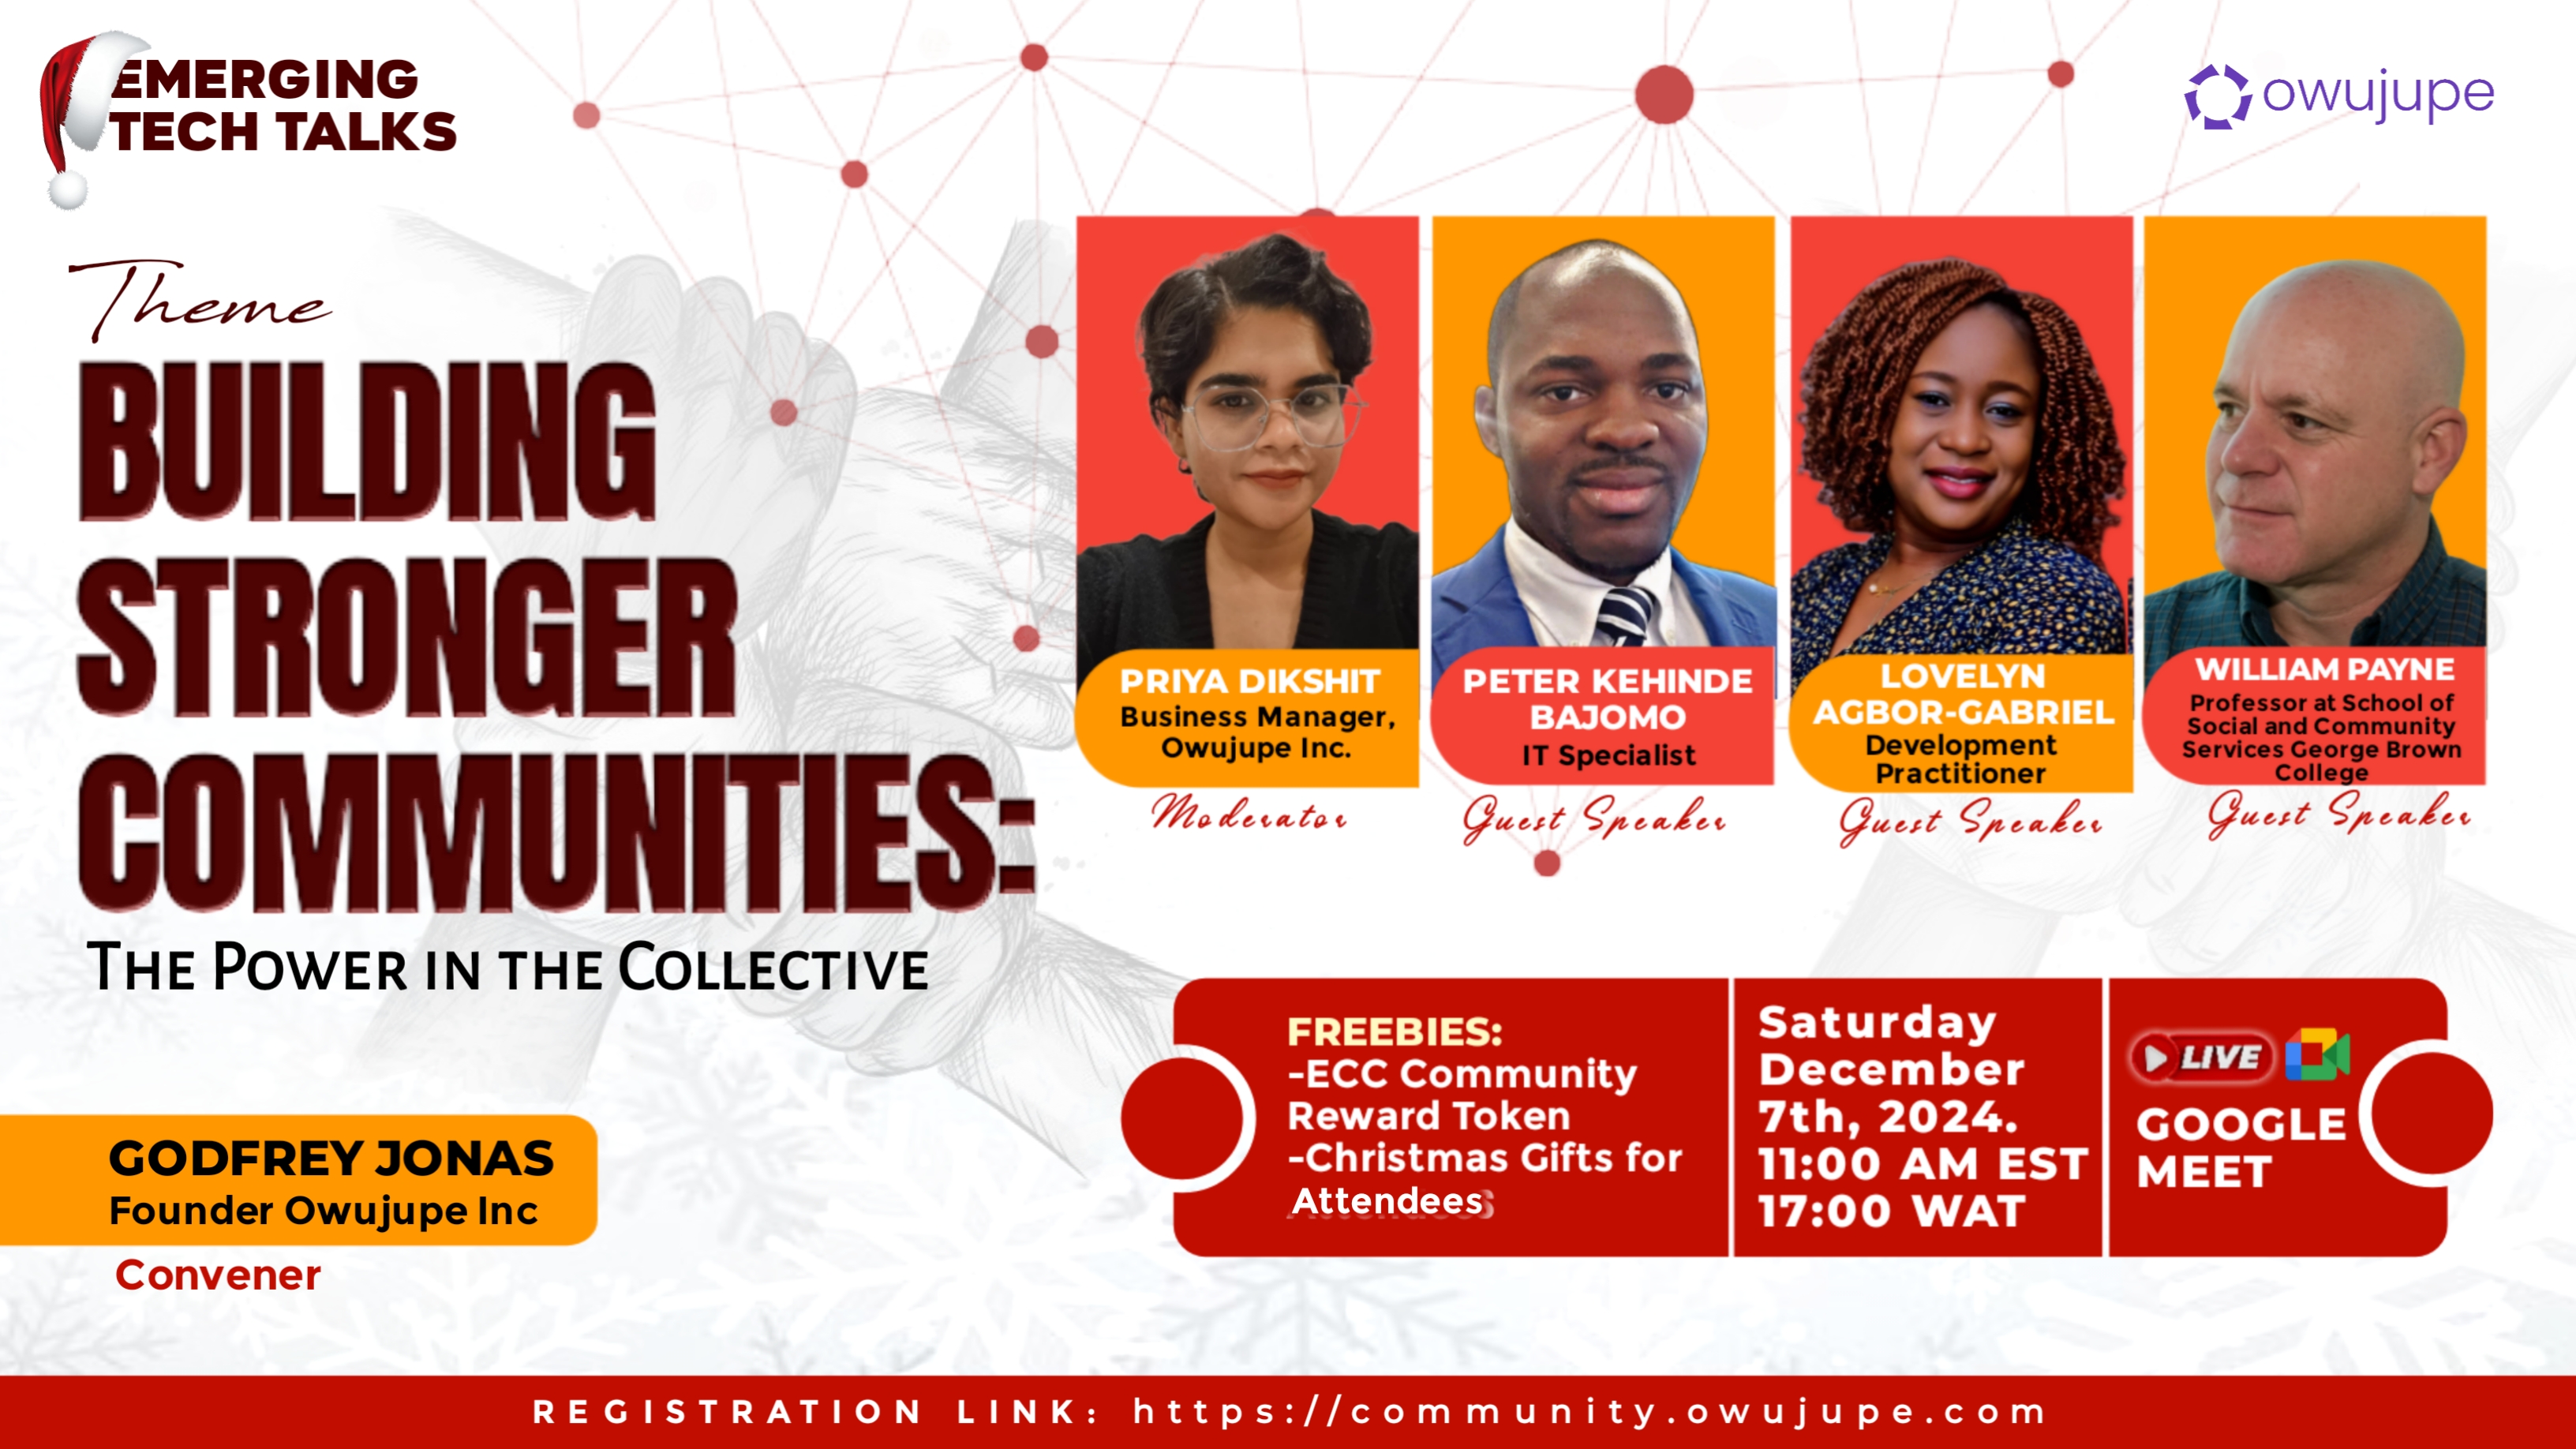 EMERGING
TECH TALKS
owujupe
Theme
BUILDING
STRONGER
COMMUNITIES:
THE POWER IN THE COLLECTIVE
PRIYA DIKSHIT
Business Manager,
Owujupe Inc.
Moderator
PETER KEHINDE
BAJOMO
IT Specialist
Guest Speaker
LOVELYN
AGBOR-GABRIEL
Development
Practitioner
Guest Speaker
WILLIAM PAYNE
Professor at School of
Social and Community
Services George Brown
College
Guest Speaker
FREEBIES:
-ECC Community
Reward Token
-Christmas Gifts for
Attendees
Saturday
December
7th, 2024.
11:00 AM EST
17:00 WAT
LIVE
GOOGLE
MEET
GODFREY JONAS
Founder Owujupe Inc
Convener
REGISTRATION LINK: https://community.owujupe.com